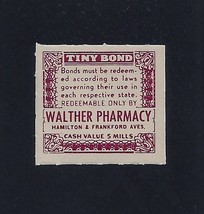 TINY BOND
Bonds must be redeem-
ed according to laws
governing their use in
each respective state.
REDEEMABLE ONLY BY
WALTHER PHARMACY
HAMILTON & FRANKFORD AVES.
CASH VALUE 5 MILLS